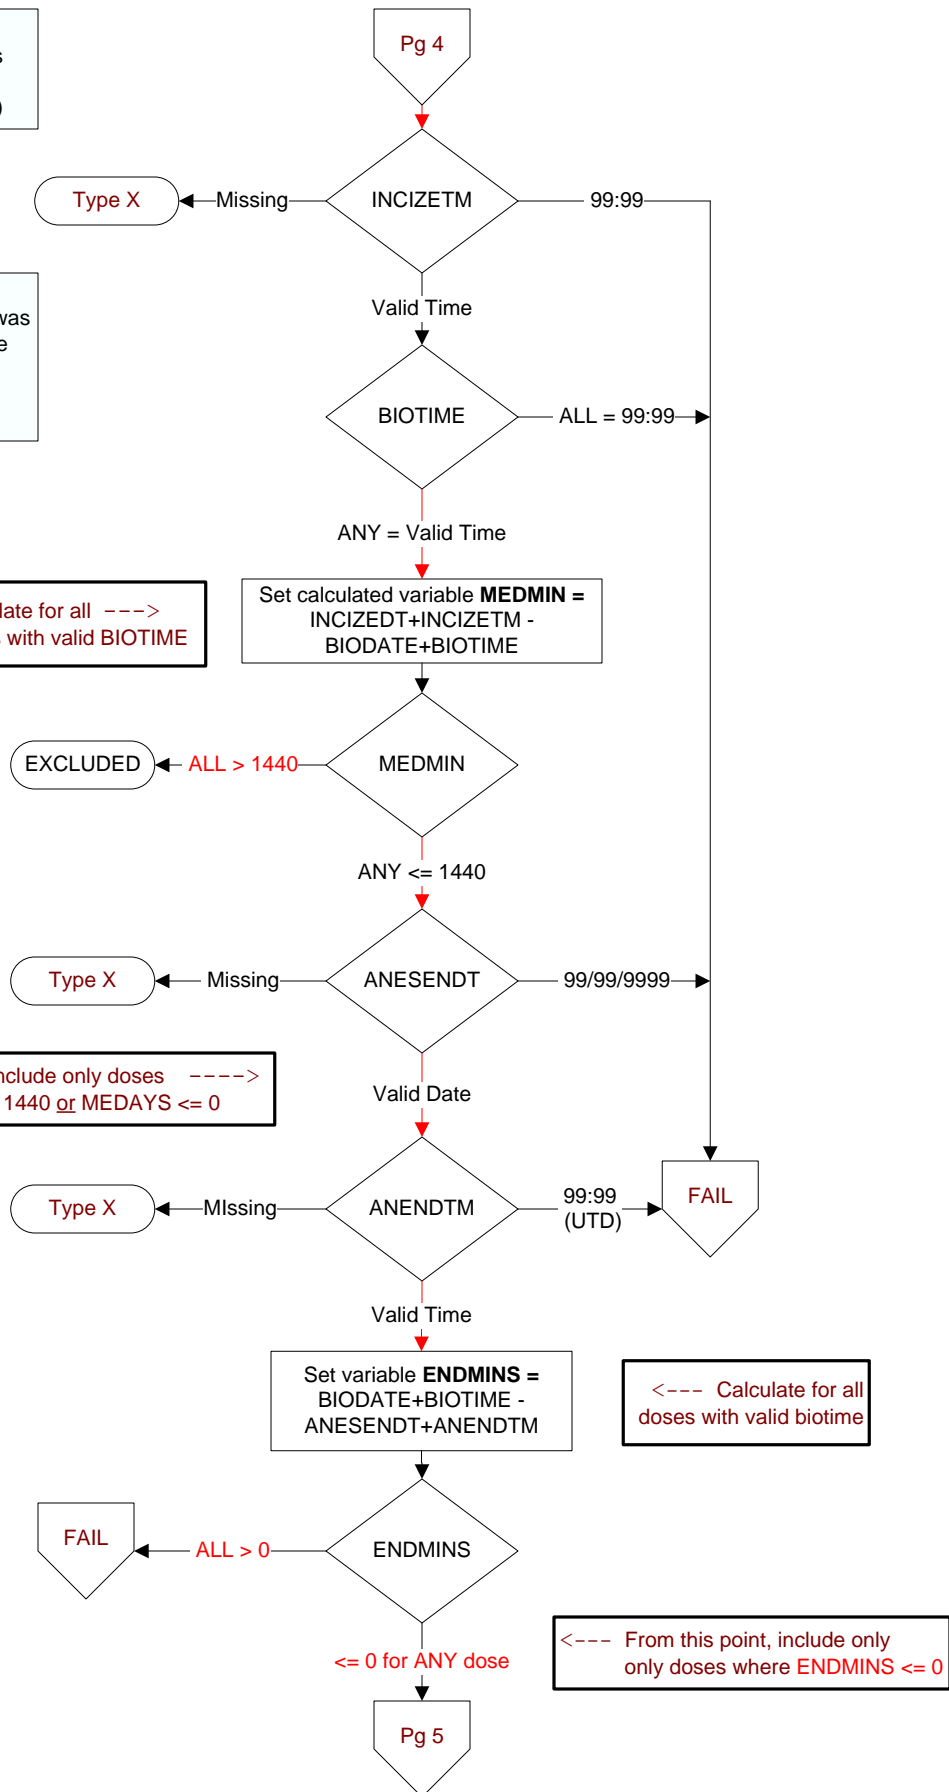 Pg 4
s
)
INCIZETM
Type X
Missing
99:99
Valid Time
was
e
BIOTIME
ALL = 99:99
ANY = Valid Time
Set calculated variable MEDMIN =
INCIZEDT+INCIZETM -
BIODATE+BIOTIME
late for all --->
s with valid BIOTIME
EXCLUDED
ALL > 1440
MEDMIN
ANY <= 1440
Type X
Missing
ANESENDT
99/99/9999
nclude only doses ---->
1440 or MEDAYS <= 0
Valid Date
Type X
MIssing
ANENDTM
99:99
(UTD)
FAIL
Valid Time
Set variable ENDMINS =
BIODATE+BIOTIME -
ANESENDT+ANENDTM
<--- Calculate for all
doses with valid biotime
FAIL
ALL > 0
ENDMINS
<= 0 for ANY dose
<--- From this point, include only
only doses where ENDMINS <= 0
Pg 5